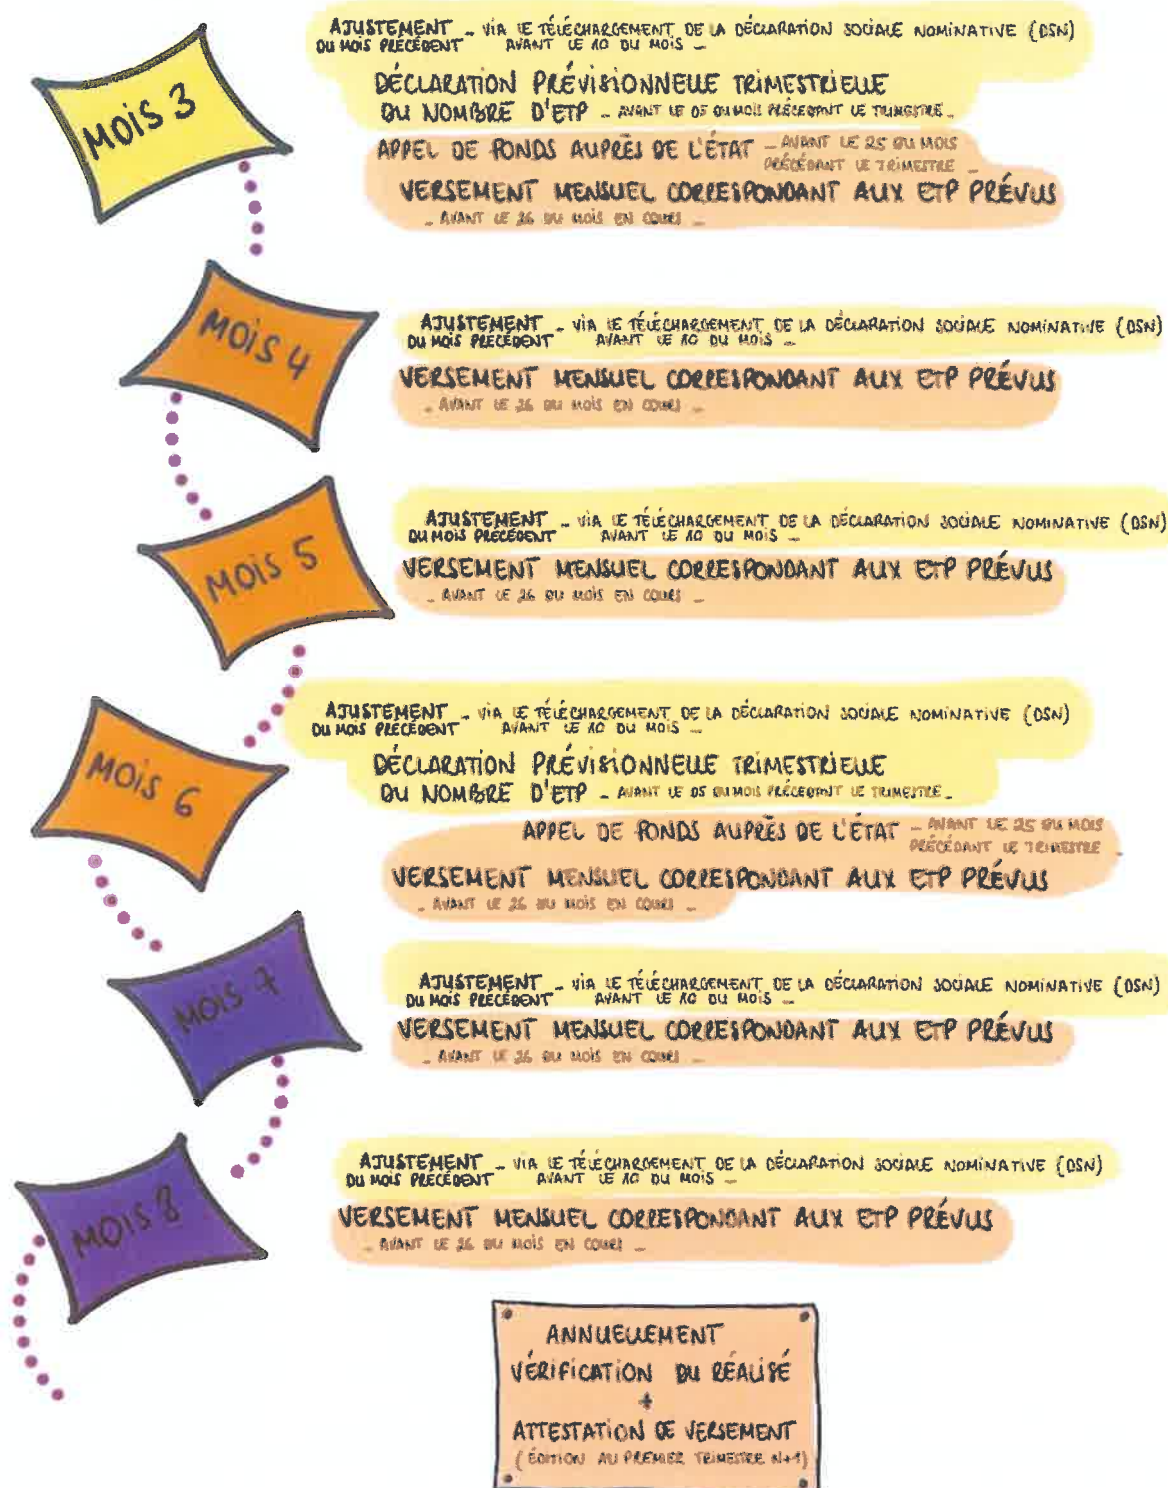 MOIS 3
AJUSTEMENT - VIA LE TÉLÉCHARGEMENT DE LA DÉCLARATION SOCIALE NOMINATIVE (DSN)
DU MOIS PRÉCÉDENT AVANT LE 10 DU MOIS -
DÉCLARATION PRÉVISIONNELLE TRIMESTRIELLE
DU NOMBRE D'ETP - AVANT LE 05 DU MOIS PRÉCÉDANT LE TRIMESTRE -
APPEL DE FONDS AUPRÈS DE L'ÉTAT - AVANT LE 25 DU MOIS
PRÉCÉDANT LE TRIMESTRE -
VERSEMENT MENSUEL CORRESPONDANT AUX ETP PRÉVUS
- AVANT LE 26 DU MOIS EN COURS -
MOIS 4
AJUSTEMENT - VIA LE TÉLÉCHARGEMENT DE LA DÉCLARATION SOCIALE NOMINATIVE (DSN)
DU MOIS PRÉCÉDENT AVANT LE 10 DU MOIS -
VERSEMENT MENSUEL CORRESPONDANT AUX ETP PRÉVUS
- AVANT LE 26 DU MOIS EN COURS -
MOIS 5
AJUSTEMENT - VIA LE TÉLÉCHARGEMENT DE LA DÉCLARATION SOCIALE NOMINATIVE (DSN)
DU MOIS PRÉCÉDENT AVANT LE 10 DU MOIS -
VERSEMENT MENSUEL CORRESPONDANT AUX ETP PRÉVUS
- AVANT LE 26 DU MOIS EN COURS -
MOIS 6
AJUSTEMENT - VIA LE TÉLÉCHARGEMENT DE LA DÉCLARATION SOCIALE NOMINATIVE (DSN)
DU MOIS PRÉCÉDENT AVANT LE 10 DU MOIS -
DÉCLARATION PRÉVISIONNELLE TRIMESTRIELLE
DU NOMBRE D'ETP - AVANT LE 05 DU MOIS PRÉCÉDANT LE TRIMESTRE -
APPEL DE FONDS AUPRÈS DE L'ÉTAT - AVANT LE 25 DU MOIS
PRÉCÉDANT LE TRIMESTRE -
VERSEMENT MENSUEL CORRESPONDANT AUX ETP PRÉVUS
- AVANT LE 26 DU MOIS EN COURS -
MOIS 7
AJUSTEMENT - VIA LE TÉLÉCHARGEMENT DE LA DÉCLARATION SOCIALE NOMINATIVE (DSN)
DU MOIS PRÉCÉDENT AVANT LE 10 DU MOIS -
VERSEMENT MENSUEL CORRESPONDANT AUX ETP PRÉVUS
- AVANT LE 26 DU MOIS EN COURS -
MOIS 8
AJUSTEMENT - VIA LE TÉLÉCHARGEMENT DE LA DÉCLARATION SOCIALE NOMINATIVE (DSN)
DU MOIS PRÉCÉDENT AVANT LE 10 DU MOIS -
VERSEMENT MENSUEL CORRESPONDANT AUX ETP PRÉVUS
- AVANT LE 26 DU MOIS EN COURS -
ANNUELLEMENT
VÉRIFICATION DU RÉALISÉ
+
ATTESTATION DE VERSEMENT
(ÉDITION AU PREMIER TRIMESTRE N+1)